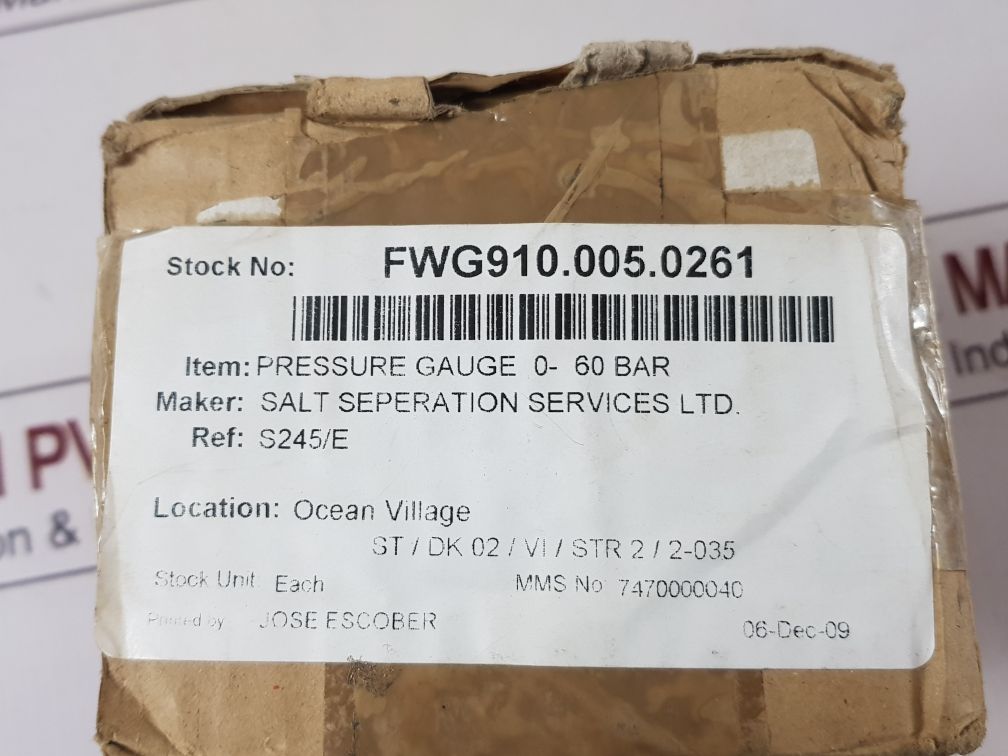 Stock No: FWG910.005.0261
Item: PRESSURE GAUGE 0- 60 BAR
Maker: SALT SEPERATION SERVICES LTD.
Ref: S245/E
Location: Ocean Village
ST / DK 02 / VI / STR 2 / 2-035
Stock Unit: Each MMS No: 7470000040
Printed by JOSE ESCOBER 06-Dec-09